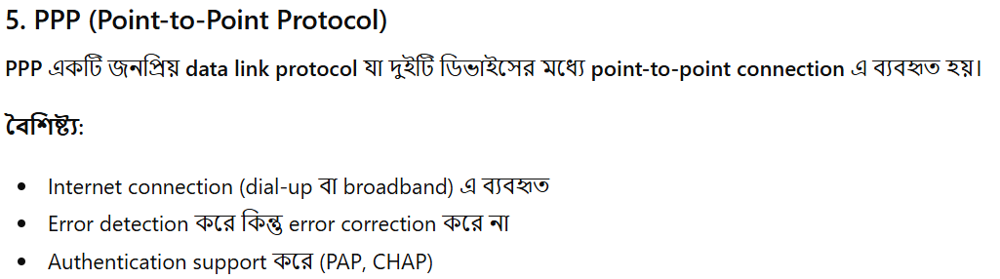 5. PPP (Point-to-Point Protocol)
PPP একটি জনপ্রিয় data link protocol যা দুইটি ডিভাইসের মধ্যে point-to-point connection এ ব্যবহৃত হয়।
বৈশিষ্ট্য:
• Internet connection (dial-up বা broadband) এ ব্যবহৃত
• Error detection করে কিন্তু error correction করে না
• Authentication support করে (PAP, CHAP)